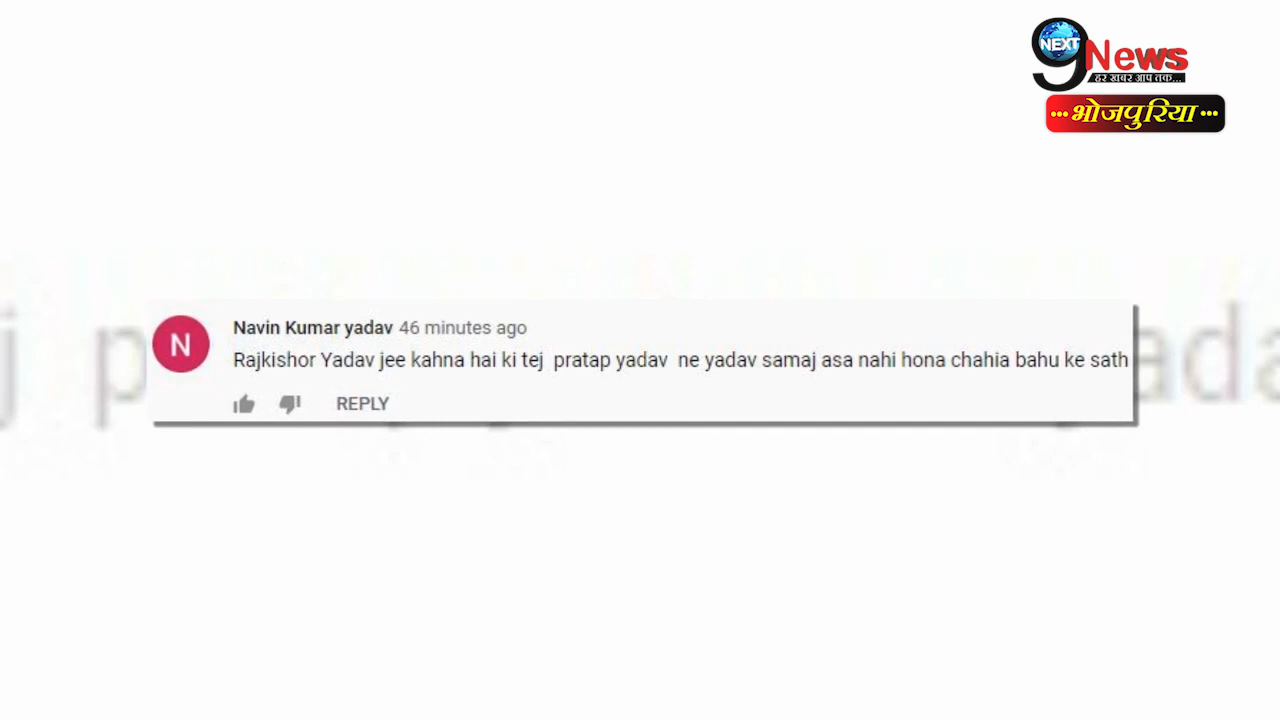 NEXT
9 News
हर खबर आप तक...
...भोजपुरिया...
Navin Kumar yadav 46 minutes ago
Rajkishor Yadav jee kahna hai ki tej pratap yadav ne yadav samaj asa nahi hona chahia bahu ke sath
N
REPLY